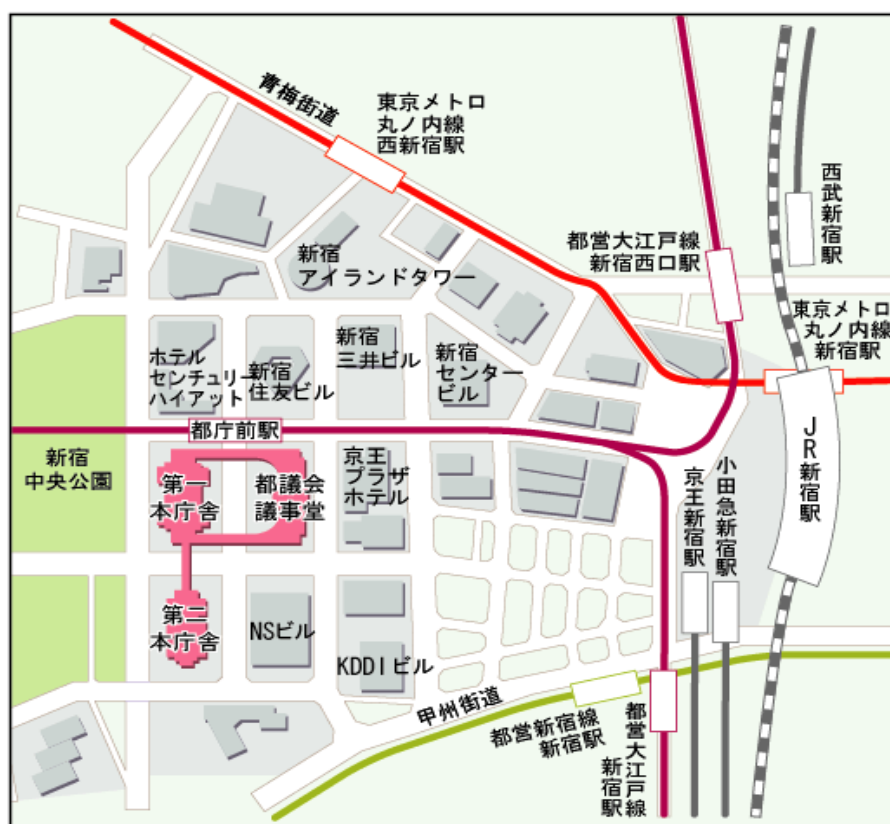 青梅街道
東京メトロ
丸ノ内線
西新宿駅
西武新宿駅
都営大江戸線
新宿西口駅
新宿
アイランドタワー
東京メトロ
丸ノ内線
新宿駅
ホテル
センチュリー
ハイアット
新宿
住友ビル
新宿
三井ビル
新宿
センター
ビル
都庁前駅
JR新宿駅
新宿
中央公園
第一
本庁舎
都議会
議事堂
京王
プラザ
ホテル
小田急新宿駅
京王新宿駅
第二
本庁舎
NSビル
KDDIビル
甲州街道
都営新宿線
新宿駅
都営大江戸線
新宿駅